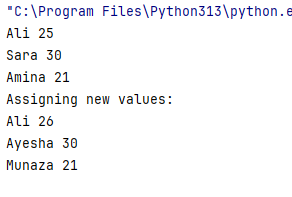 "C:\Program Files\Python313\python.e
Ali 25
Sara 30
Amina 21
Assigning new values:
Ali 26
Ayesha 30
Munaza 21